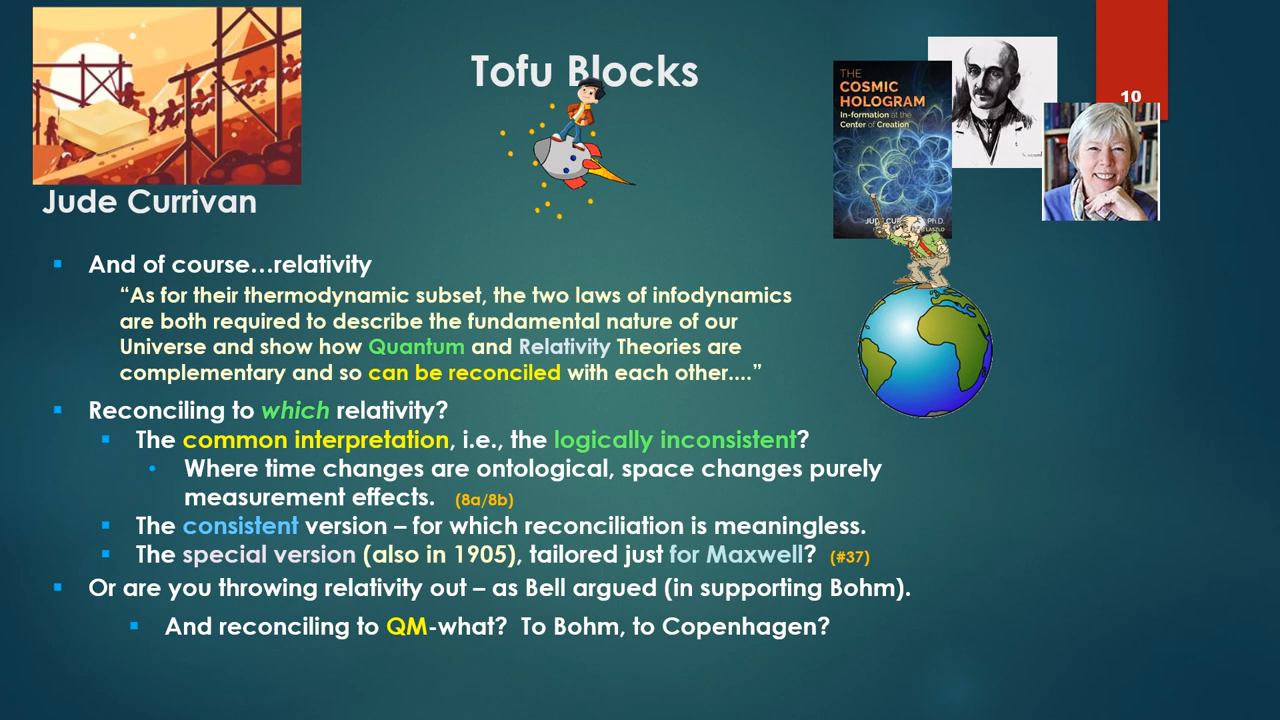 Tofu Blocks
THE
COSMIC
HOLOGRAM
In-formation at the
Center of Creation
10
Jude Currivan
Ph.D.
LASZLO
And of course...relativity
“As for their thermodynamic subset, the two laws of infodynamics
are both required to describe the fundamental nature of our
Universe and show how Quantum and Relativity Theories are
complementary and so can be reconciled with each other....”
Reconciling to which relativity?
The common interpretation, i.e., the logically inconsistent?
Where time changes are ontological, space changes purely
measurement effects. (8a/8b)
The consistent version – for which reconciliation is meaningless.
The special version (also in 1905), tailored just for Maxwell? (#37)
Or are you throwing relativity out – as Bell argued (in supporting Bohm).
And reconciling to QM-what? To Bohm, to Copenhagen?